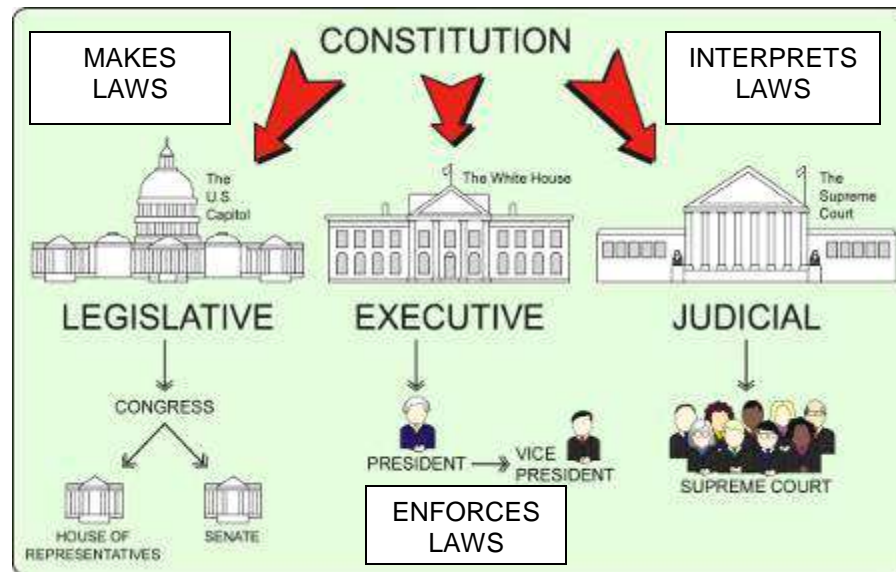 CONSTITUTION
MAKES
LAWS
INTERPRETS
LAWS
The
U.S.
Capitol
The White House
The
Supreme
Court
LEGISLATIVE
EXECUTIVE
JUDICIAL
CONGRESS
HOUSE OF
REPRESENTATIVES
SENATE
PRESIDENT
VICE
PRESIDENT
ENFORCES
LAWS
SUPREME COURT